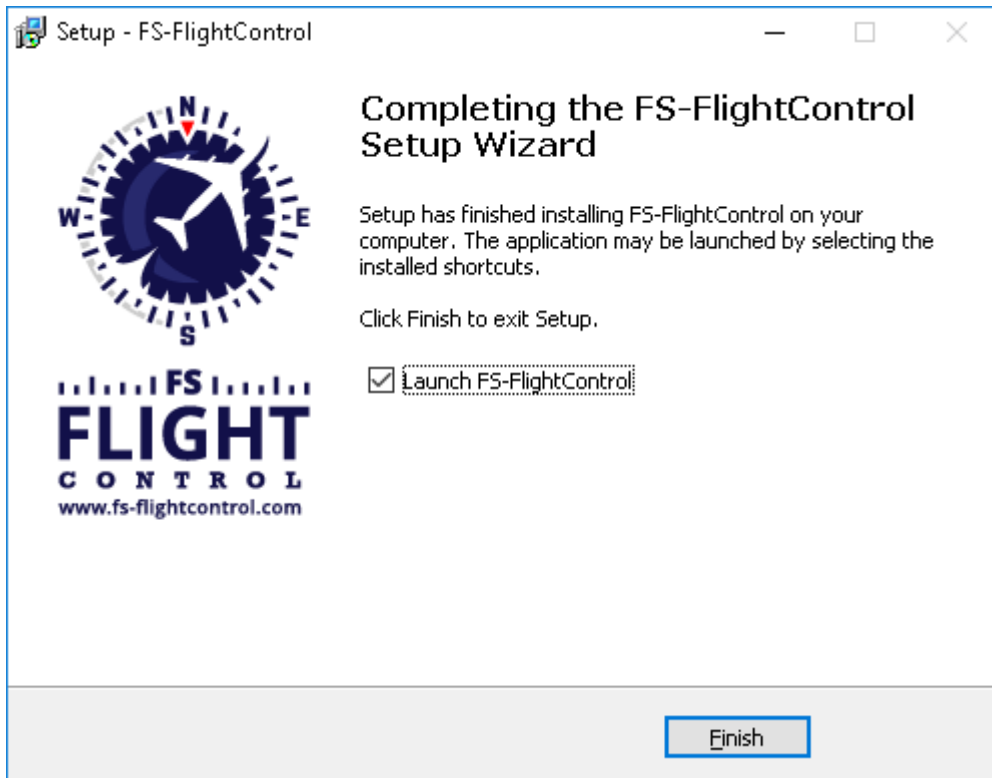 Setup - FS-FlightControl
N
W
E
S
FS
FLIGHT
CONTROL
www.fs-flightcontrol.com
Completing the FS-FlightControl
Setup Wizard
Setup has finished installing FS-FlightControl on your
computer. The application may be launched by selecting the
installed shortcuts.
Click Finish to exit Setup.
Launch FS-FlightControl
Finish